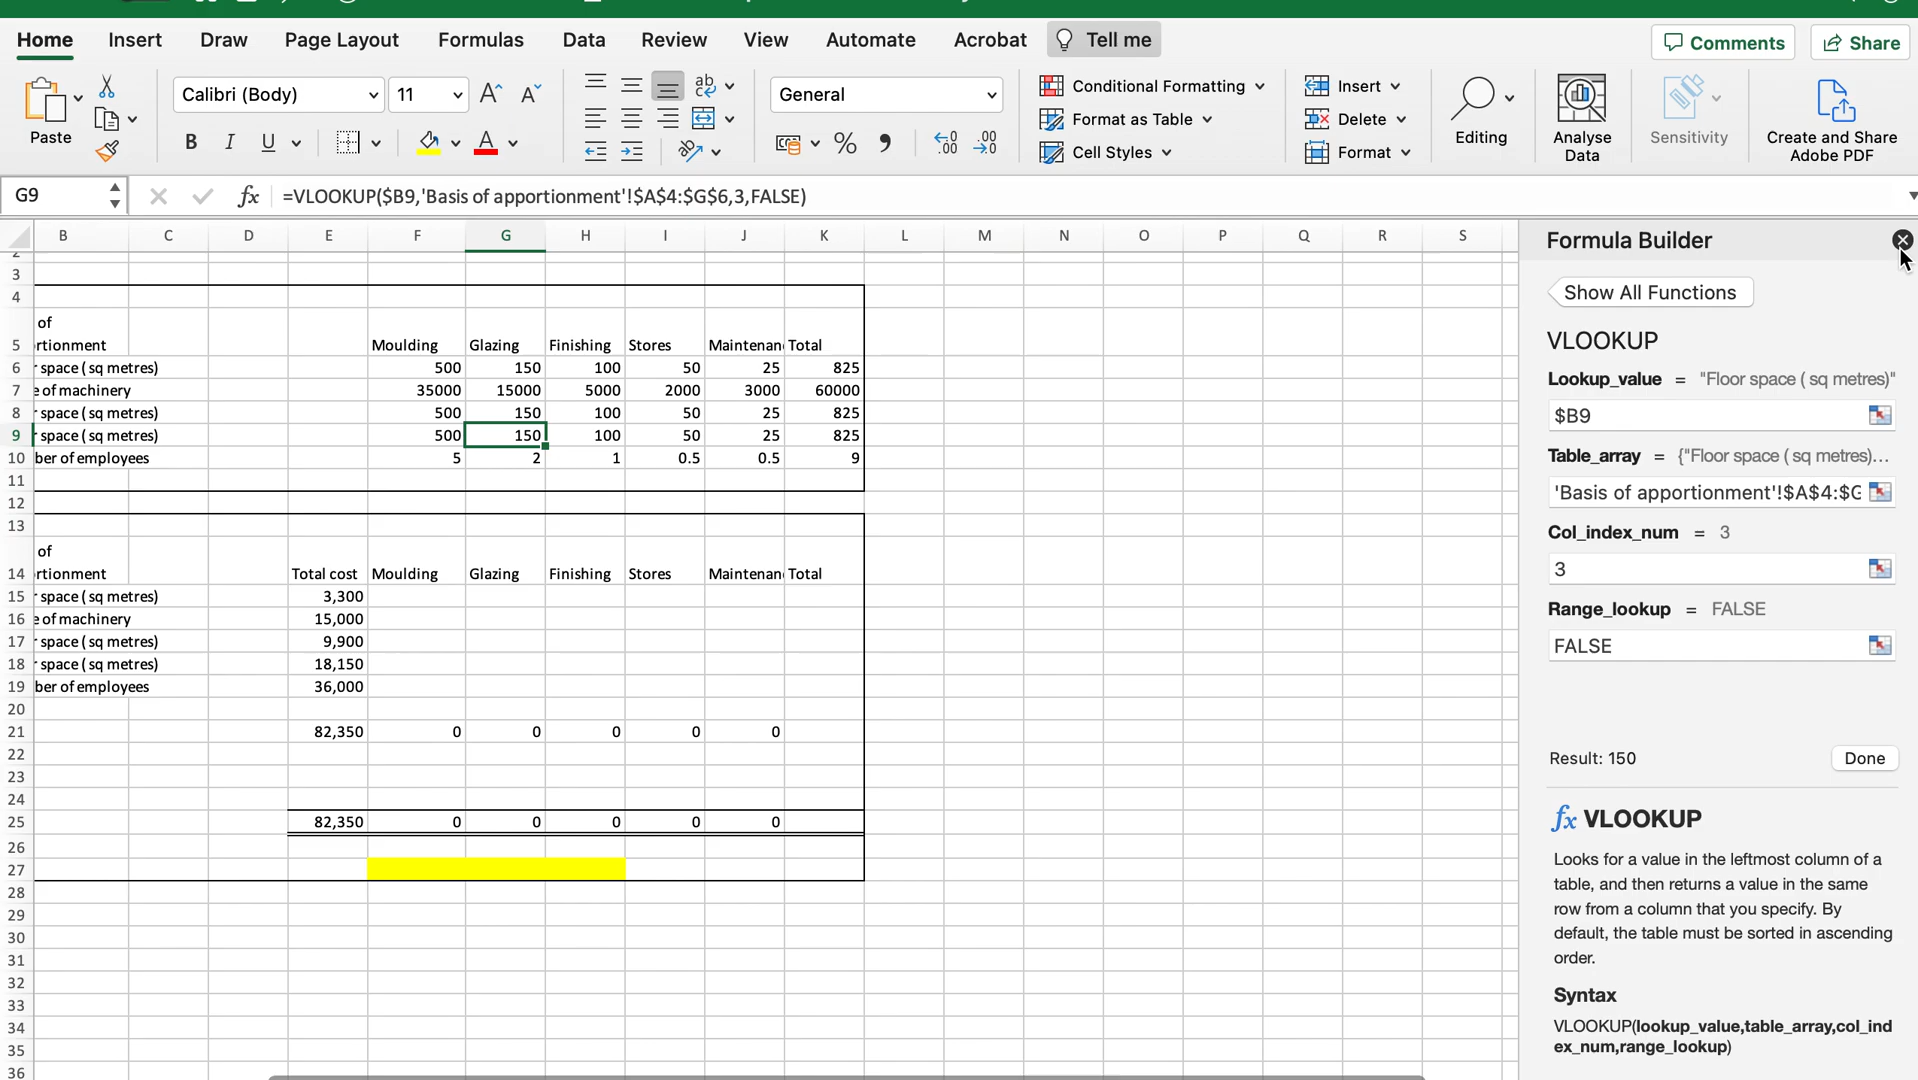 Home Insert Draw Page Layout Formulas Data Review View Automate Acrobat Tell me Comments Share
Calibri (Body) 11 General Conditional Formatting Insert
Format as Table Delete
Paste B I U A % Cell Styles Format Editing Analyse Data Sensitivity Create and Share Adobe PDF
G9 fx =VLOOKUP($B9,'Basis of apportionment'!$A$4:$G$6,3,FALSE)
B C D E F G H I J K L M N O P Q R S
3
4
of
5 rtionment Moulding Glazing Finishing Stores Maintenan Total
6 space ( sq metres) 500 150 100 50 25 825
7 e of machinery 35000 15000 5000 2000 3000 60000
8 space ( sq metres) 500 150 100 50 25 825
9 space ( sq metres) 500 150 100 50 25 825
10 ber of employees 5 2 1 0.5 0.5 9
11
12
13
of
14 rtionment Total cost Moulding Glazing Finishing Stores Maintenan Total
15 space ( sq metres) 3,300
16 e of machinery 15,000
17 space ( sq metres) 9,900
18 space ( sq metres) 18,150
19 ber of employees 36,000
20
21 82,350 0 0 0 0 0
22
23
24
25 82,350 0 0 0 0 0
26
27
28
29
30
31
32
33
34
35
36
Formula Builder
Show All Functions
VLOOKUP
Lookup_value = "Floor space ( sq metres)"
$B9
Table_array = {"Floor space ( sq metres)...
'Basis of apportionment'!$A$4:$G
Col_index_num = 3
3
Range_lookup = FALSE
FALSE
Result: 150 Done
fx VLOOKUP
Looks for a value in the leftmost column of a
table, and then returns a value in the same
row from a column that you specify. By
default, the table must be sorted in ascending
order.
Syntax
VLOOKUP(lookup_value,table_array,col_ind
ex_num,range_lookup)